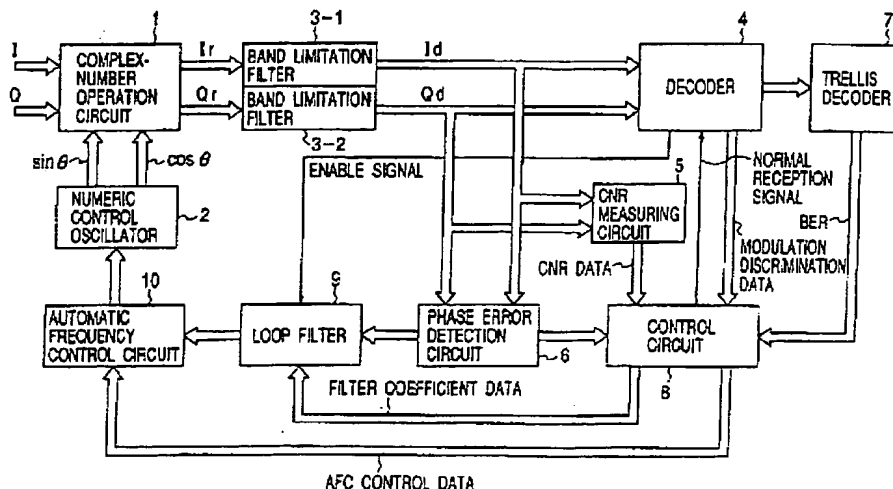 1
3-1
4
7
I
COMPLEX-
NUMBER
OPERATION
CIRCUIT
Ir
BAND LIMITATION
FILTER
Id
DECODER
TRELLIS
DECODER
Q
Qr
BAND LIMITATION
FILTER
Qd
3-2
sin θ
cos θ
ENABLE SIGNAL
5
NORMAL
RECEPTION
SIGNAL
NUMERIC
CONTROL
OSCILLATOR
2
CNR
MEASURING
CIRCUIT
BER
MODULATION
DISCRIMINATION
DATA
CNR DATA
10
9
AUTOMATIC
FREQUENCY
CONTROL CIRCUIT
LOOP FILTER
PHASE ERROR
DETECTION
CIRCUIT
6
CONTROL
CIRCUIT
8
FILTER COEFFICIENT DATA
AFC CONTROL DATA